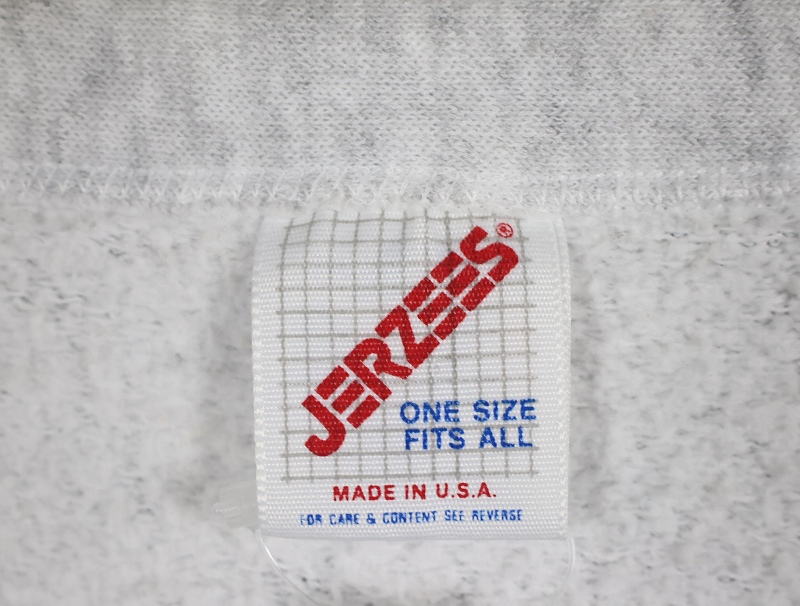 JERZEES®
ONE SIZE
FITS ALL
MADE IN U.S.A.
FOR CARE & CONTENT SEE REVERSE